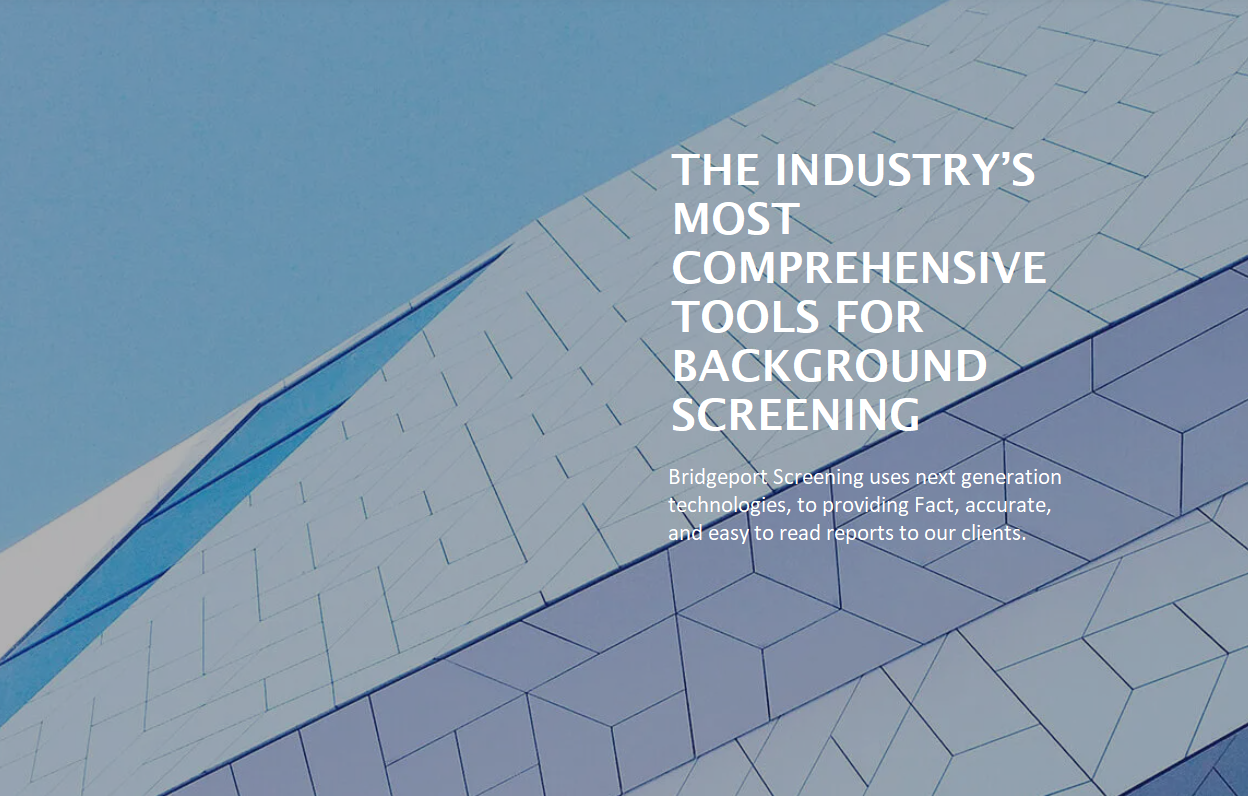 THE INDUSTRY’S
MOST
COMPREHENSIVE
TOOLS FOR
BACKGROUND
SCREENING
Bridgeport Screening uses next generation
technologies, to providing Fact, accurate,
and easy to read reports to our clients.